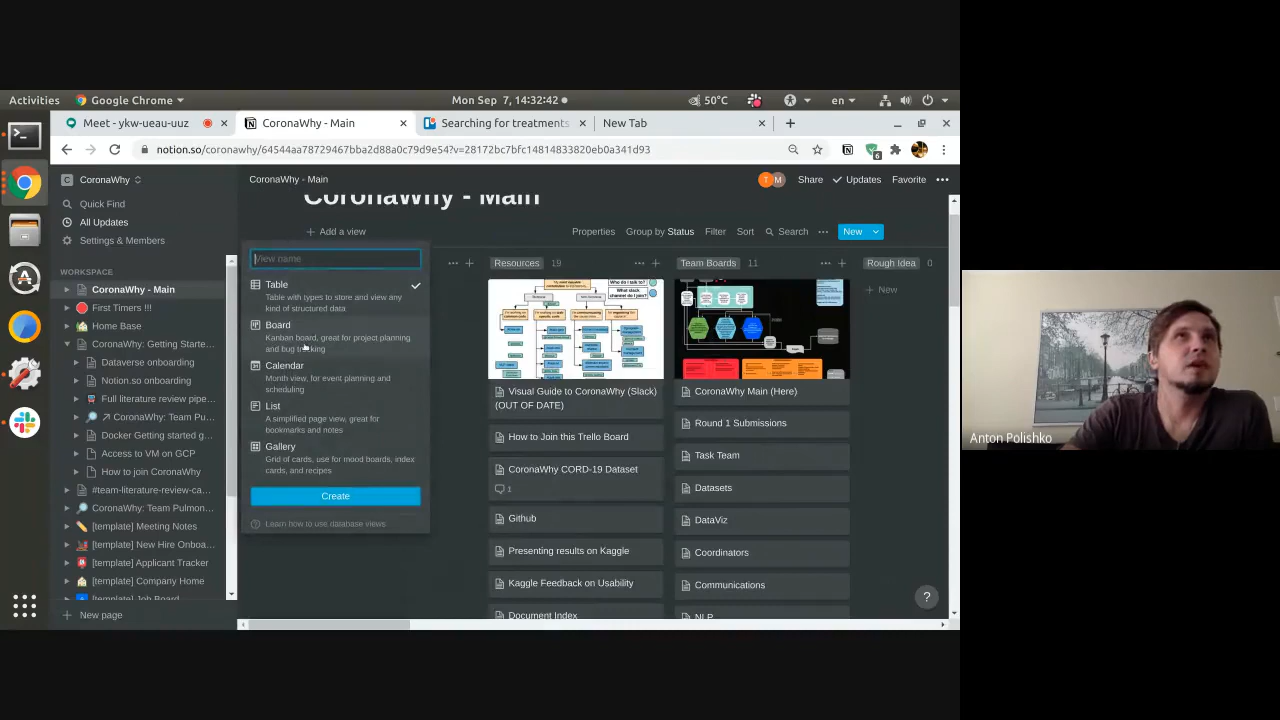 Activities
Google Chrome
Mon Sep 7, 14:32:42
50°C
en
Meet - ykw-ueau-uuz
CoronaWhy - Main
Searching for treatments
New Tab
notion.so/coronawhy/64544aa78729467bba2d88a0c79d9e54?v=28172bc7bfc14814833820eb0a341d93
6
CoronaWhy
CoronaWhy - Main
T M
Share
Updates
Favorite
Quick Find
All Updates
Settings & Members
WORKSPACE
CoronaWhy - Main
First Timers !!!
Home Base
CoronaWhy: Getting Starte...
Dataverse onboarding
Notion.so onboarding
Full literature review pipe...
CoronaWhy: Team Pu...
Docker Getting started g...
Access to VM on GCP
How to join CoronaWhy
#team-literature-review-ca...
CoronaWhy: Team Pulmon...
[template] Meeting Notes
[template] New Hire Onboa...
[template] Applicant Tracker
[template] Company Home
[template] Job Board
New page
CoronaWhy - Main
Add a view
Properties
Group by Status
Filter
Sort
Search
New
View name
Table
Table with types to store and view any
kind of structured data
Board
Kanban board, great for project planning
and bug tracking
Calendar
Month view, for event planning and
scheduling
List
A simplified page view, great for
bookmarks and notes
Gallery
Grid of cards, use for mood boards, index
cards, and recipes
Create
Learn how to use database views
Resources 19
Visual Guide to CoronaWhy (Slack)
(OUT OF DATE)
How to Join this Trello Board
CoronaWhy CORD-19 Dataset
1
Github
Presenting results on Kaggle
Kaggle Feedback on Usability
Document Index
Team Boards 11
CoronaWhy Main (Here)
Round 1 Submissions
Task Team
Datasets
DataViz
Coordinators
Communications
NLP
Rough Idea 0
New
?
Anton Polishko